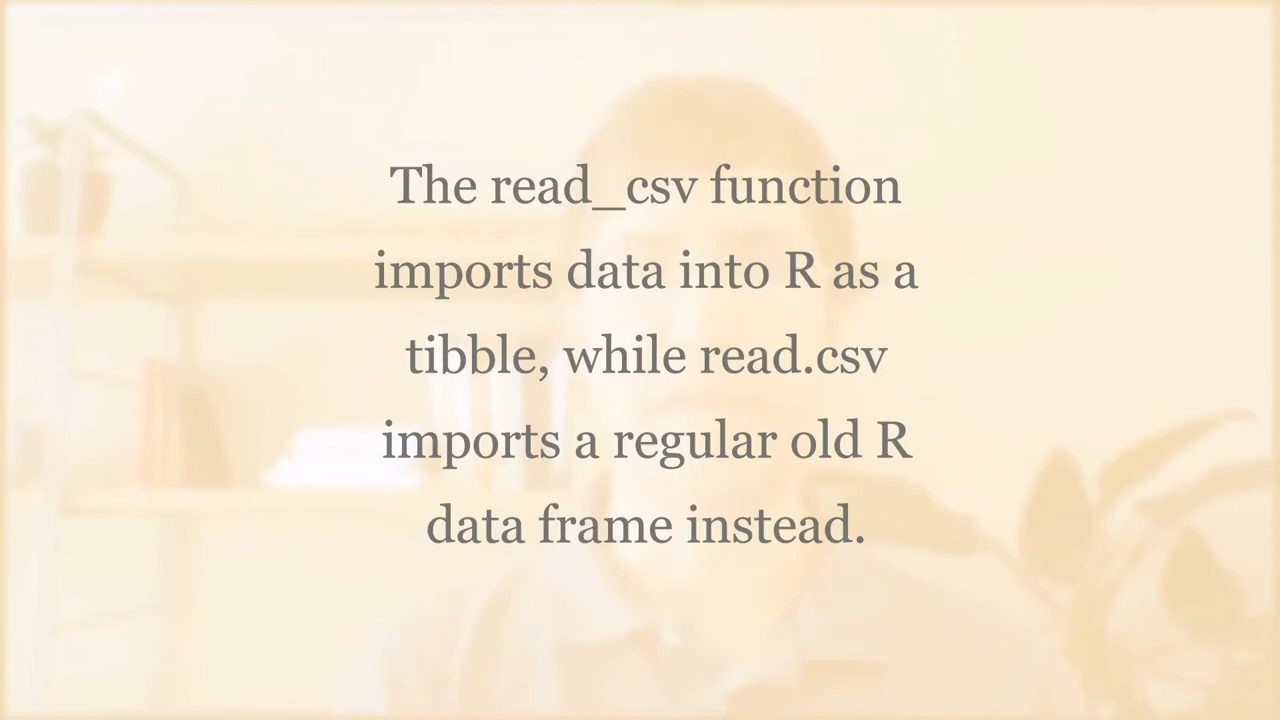 The read_csv function
imports data into R as a
tibble, while read.csv
imports a regular old R
data frame instead.